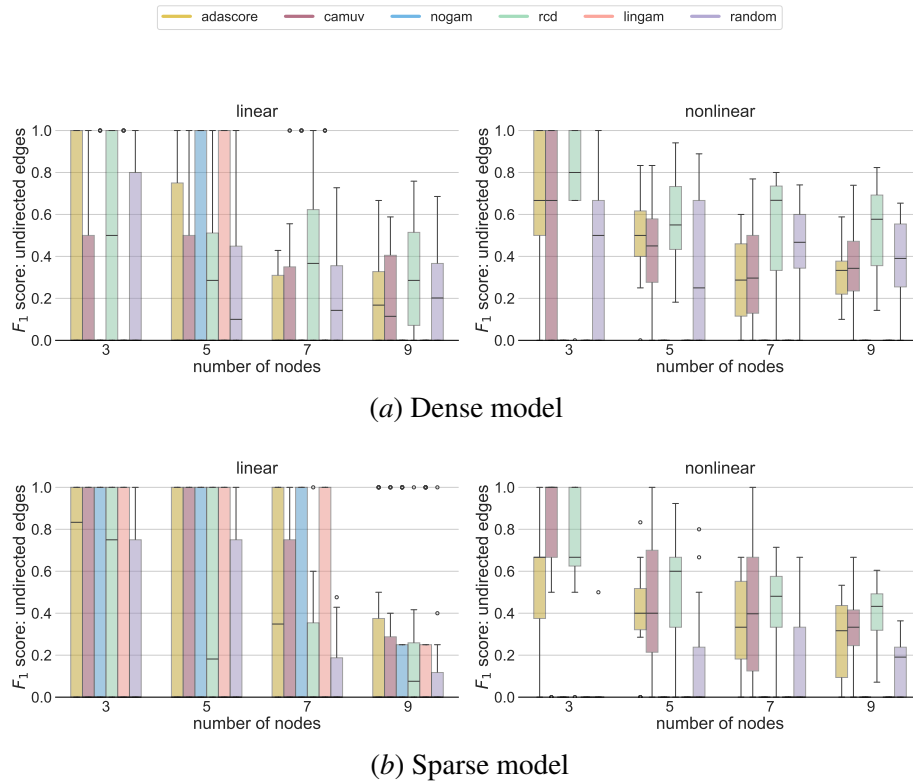 adascore camuv nogam rcd lingam random
linear nonlinear
F1 score: undirected edges
1.0
0.8
0.6
0.4
0.2
0.0
3 5 7 9
number of nodes
F1 score: undirected edges
1.0
0.8
0.6
0.4
0.2
0.0
3 5 7 9
number of nodes
(a) Dense model
linear nonlinear
F1 score: undirected edges
1.0
0.8
0.6
0.4
0.2
0.0
3 5 7 9
number of nodes
F1 score: undirected edges
1.0
0.8
0.6
0.4
0.2
0.0
3 5 7 9
number of nodes
(b) Sparse model